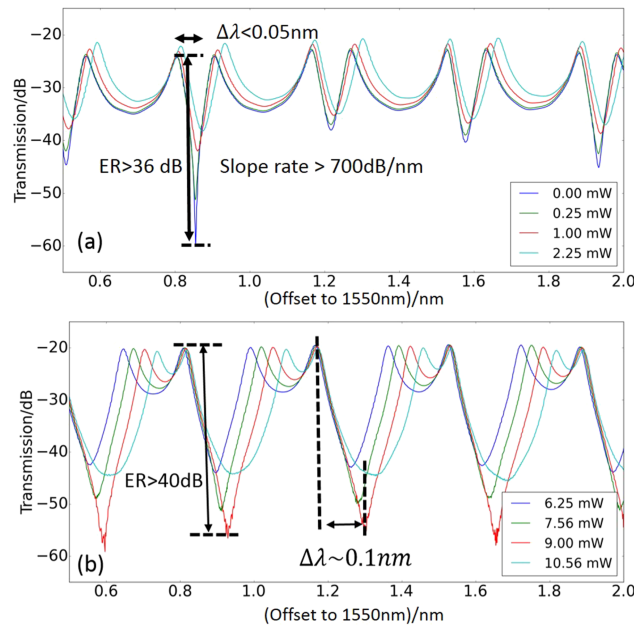 Δλ<0.05nm
−20
−30
−40
−50
−60
Transmission/dB
ER>36 dB
Slope rate > 700dB/nm
(a)
0.00 mW
0.25 mW
1.00 mW
2.25 mW
0.6 0.8 1.0 1.2 1.4 1.6 1.8 2.0
(Offset to 1550nm)/nm
−20
−30
−40
−50
−60
Transmission/dB
ER>40dB
(b)
Δλ~0.1nm
6.25 mW
7.56 mW
9.00 mW
10.56 mW
0.6 0.8 1.0 1.2 1.4 1.6 1.8 2.0
(Offset to 1550nm)/nm